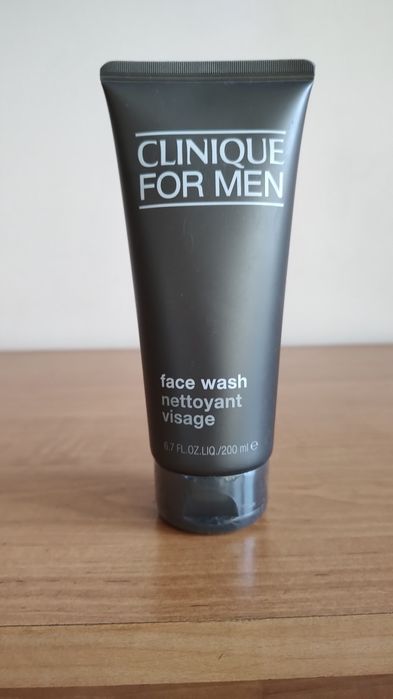 CLINIQUE
FOR MEN
face wash
nettoyant
visage
6.7 FL.OZ.LIQ./200 ml ℮